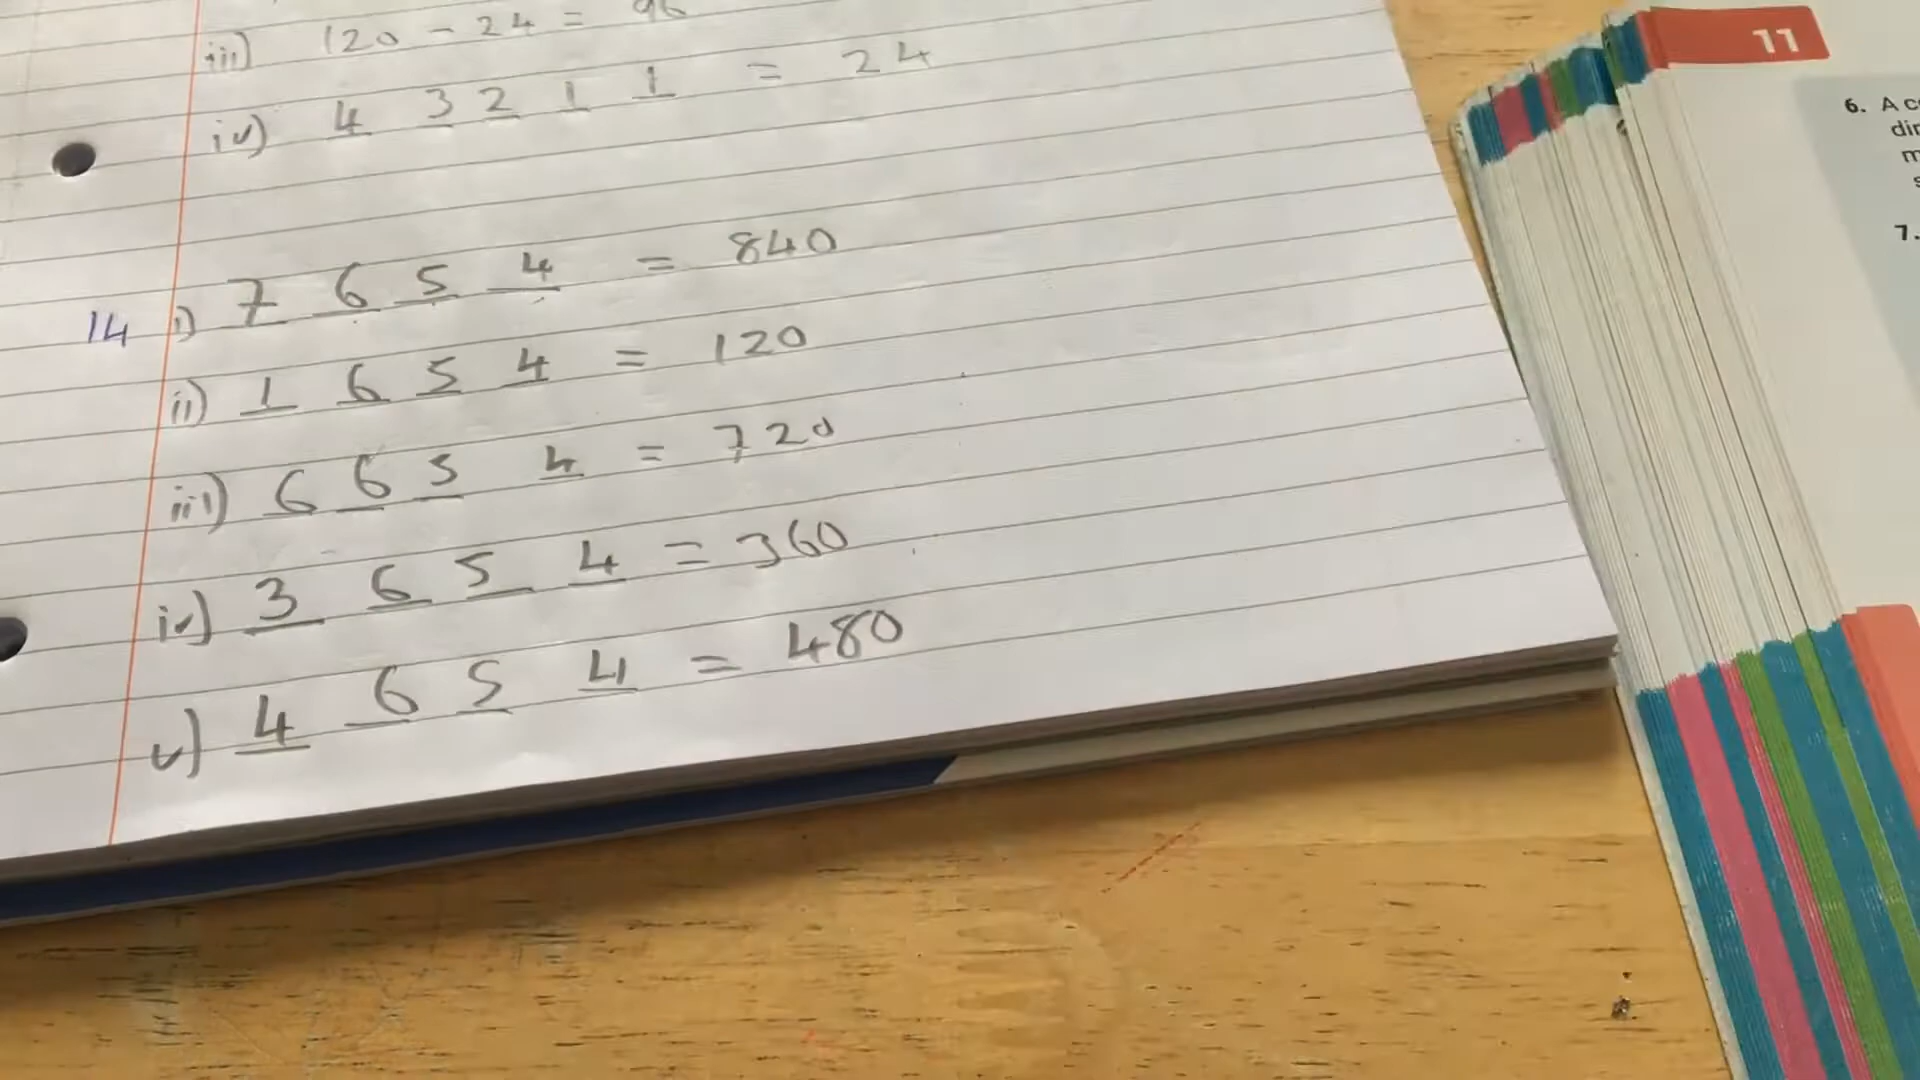 iii) 120 - 24 = 96
iv) 4 3 2 1 1 = 24
14 i) 7 6 5 4 = 840
ii) 1 6 5 4 = 120
iii) 6 6 5 4 = 720
iv) 3 6 5 4 = 360
v) 4 6 5 4 = 480
11
6. A
7.